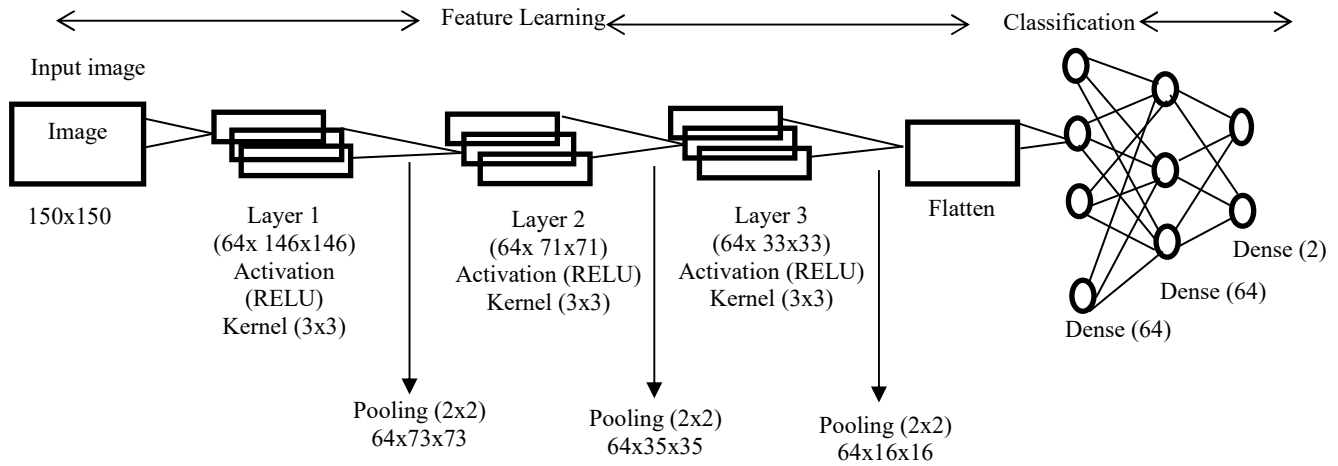 Feature Learning
Classification
Input image
Image
150x150
Layer 1
(64x 146x146)
Activation
(RELU)
Kernel (3x3)
Layer 2
(64x 71x71)
Activation (RELU)
Kernel (3x3)
Layer 3
(64x 33x33)
Activation (RELU)
Kernel (3x3)
Flatten
Dense (2)
Dense (64)
Dense (64)
Pooling (2x2)
64x73x73
Pooling (2x2)
64x35x35
Pooling (2x2)
64x16x16